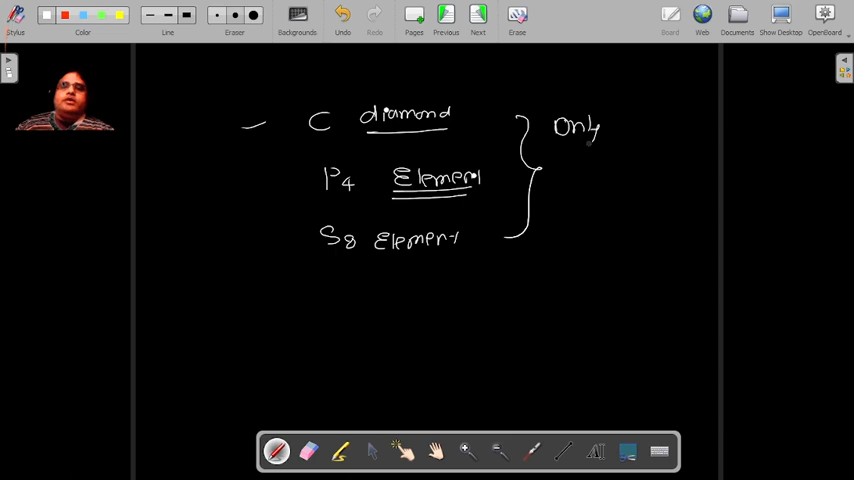 Stylus Color Line Eraser Backgrounds Undo Redo Pages Previous Next Erase Board Web Documents Show Desktop OpenBoard
C diamond
Only
P4 Element
S8 Element